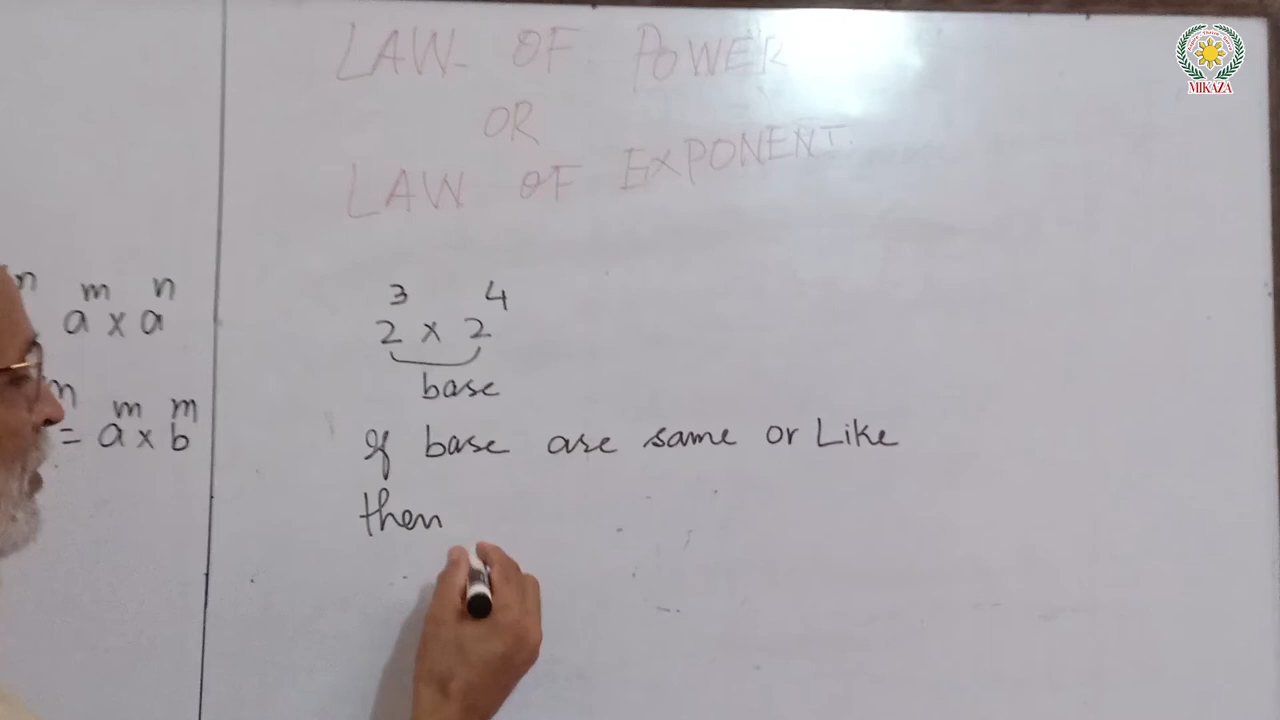 LAW OF POWER
OR
LAW OF EXPONENT
n
a^m x a^n
n
= a^m x b^m
2^3 x 2^4
base
If base are same or Like
then
MIKAZA